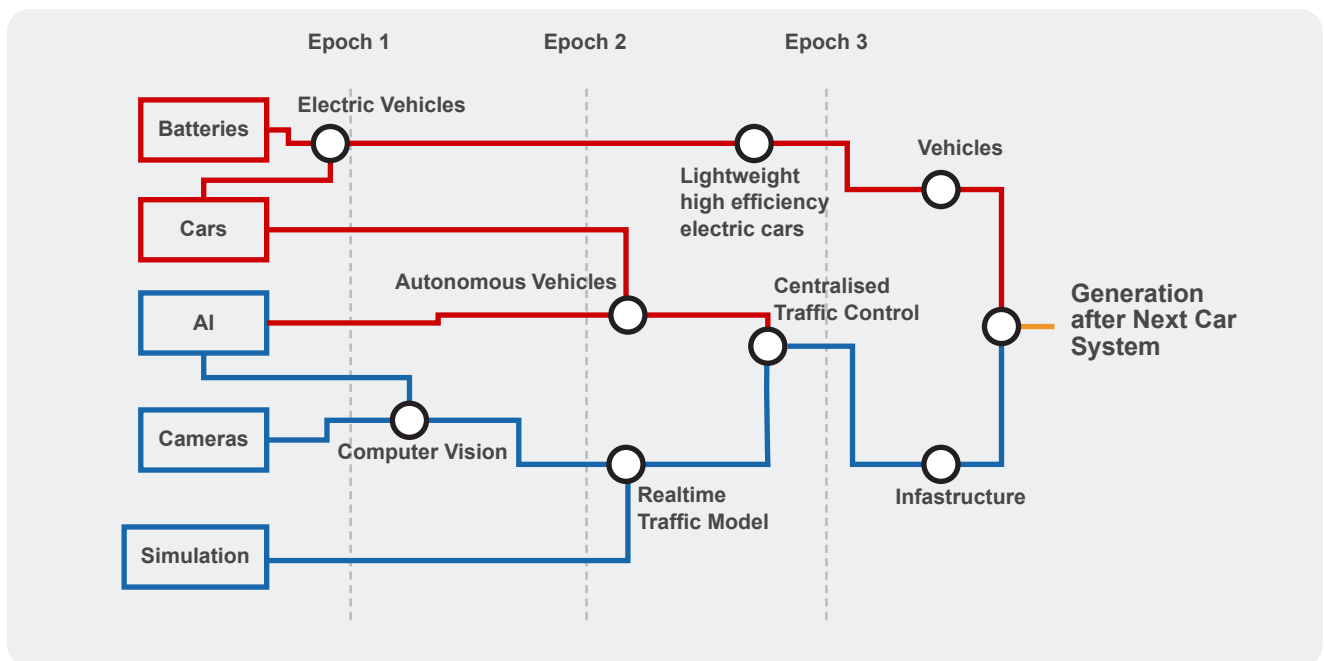 Epoch 1
Epoch 2
Epoch 3
Batteries
Electric Vehicles
Cars
Lightweight
high efficiency
electric cars
Vehicles
AI
Autonomous Vehicles
Centralised
Traffic Control
Generation
after Next Car
System
Cameras
Computer Vision
Realtime
Traffic Model
Infastructure
Simulation